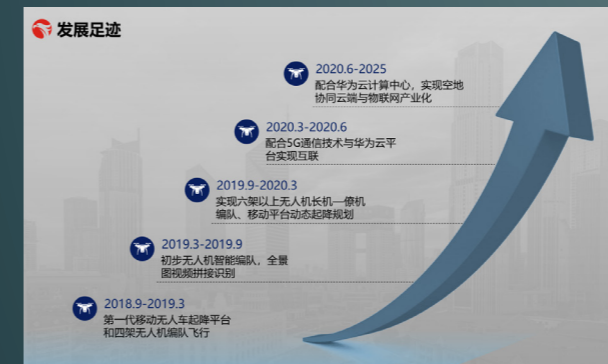 发展足迹
2020.6-2025
配合华为云计算中心，实现空地
协同云端与物联网产业化
2020.3-2020.6
配合5G通信技术与华为云平
台实现互联
2019.9-2020.3
实现六架以上无人机长机—僚机
编队、移动平台动态起降规划
2019.3-2019.9
初步无人机智能编队，全景
图视频拼接识别
2018.9-2019.3
第一代移动无人车起降平台
和四架无人机编队飞行